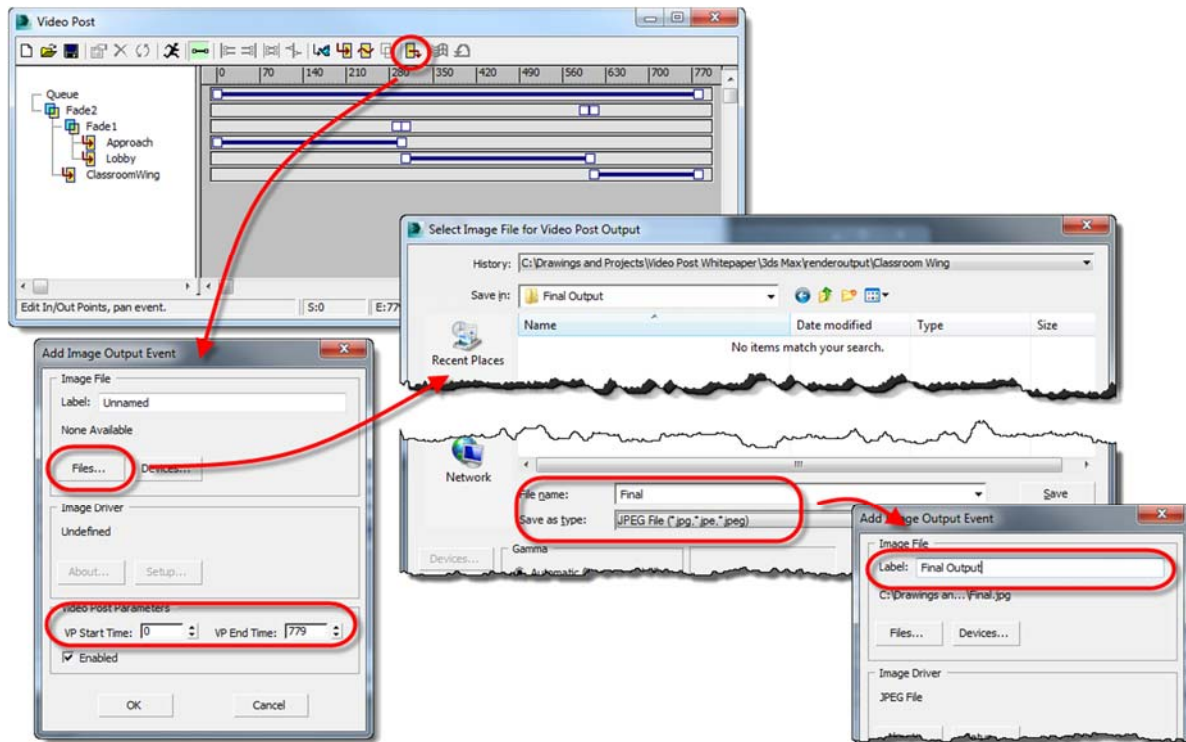 Video Post
0 70 140 210 280 350 420 490 560 630 700 770
Queue
Fade2
Fade1
Approach
Lobby
ClassroomWing
Edit In/Out Points, pan event.
S:0
E:77
Select Image File for Video Post Output
History: C:\Drawings and Projects\Video Post Whitepaper\3ds Max\renderoutput\Classroom Wing
Save in: Final Output
Name Date modified Type Size
No items match your search.
Recent Places
Network
File name: Final
Save
Save as type: JPEG File (*.jpg,*.jpe,*.jpeg)
Devices...
Gamma
Automatic
Add Image Output Event
Image File
Label: Unnamed
None Available
Files... Devices...
Image Driver
Undefined
About... Setup...
Video Post Parameters
VP Start Time: 0 VP End Time: 779
Enabled
OK Cancel
Add Image Output Event
Image File
Label: Final Output
C:\Drawings an...\Final.jpg
Files... Devices...
Image Driver
JPEG File